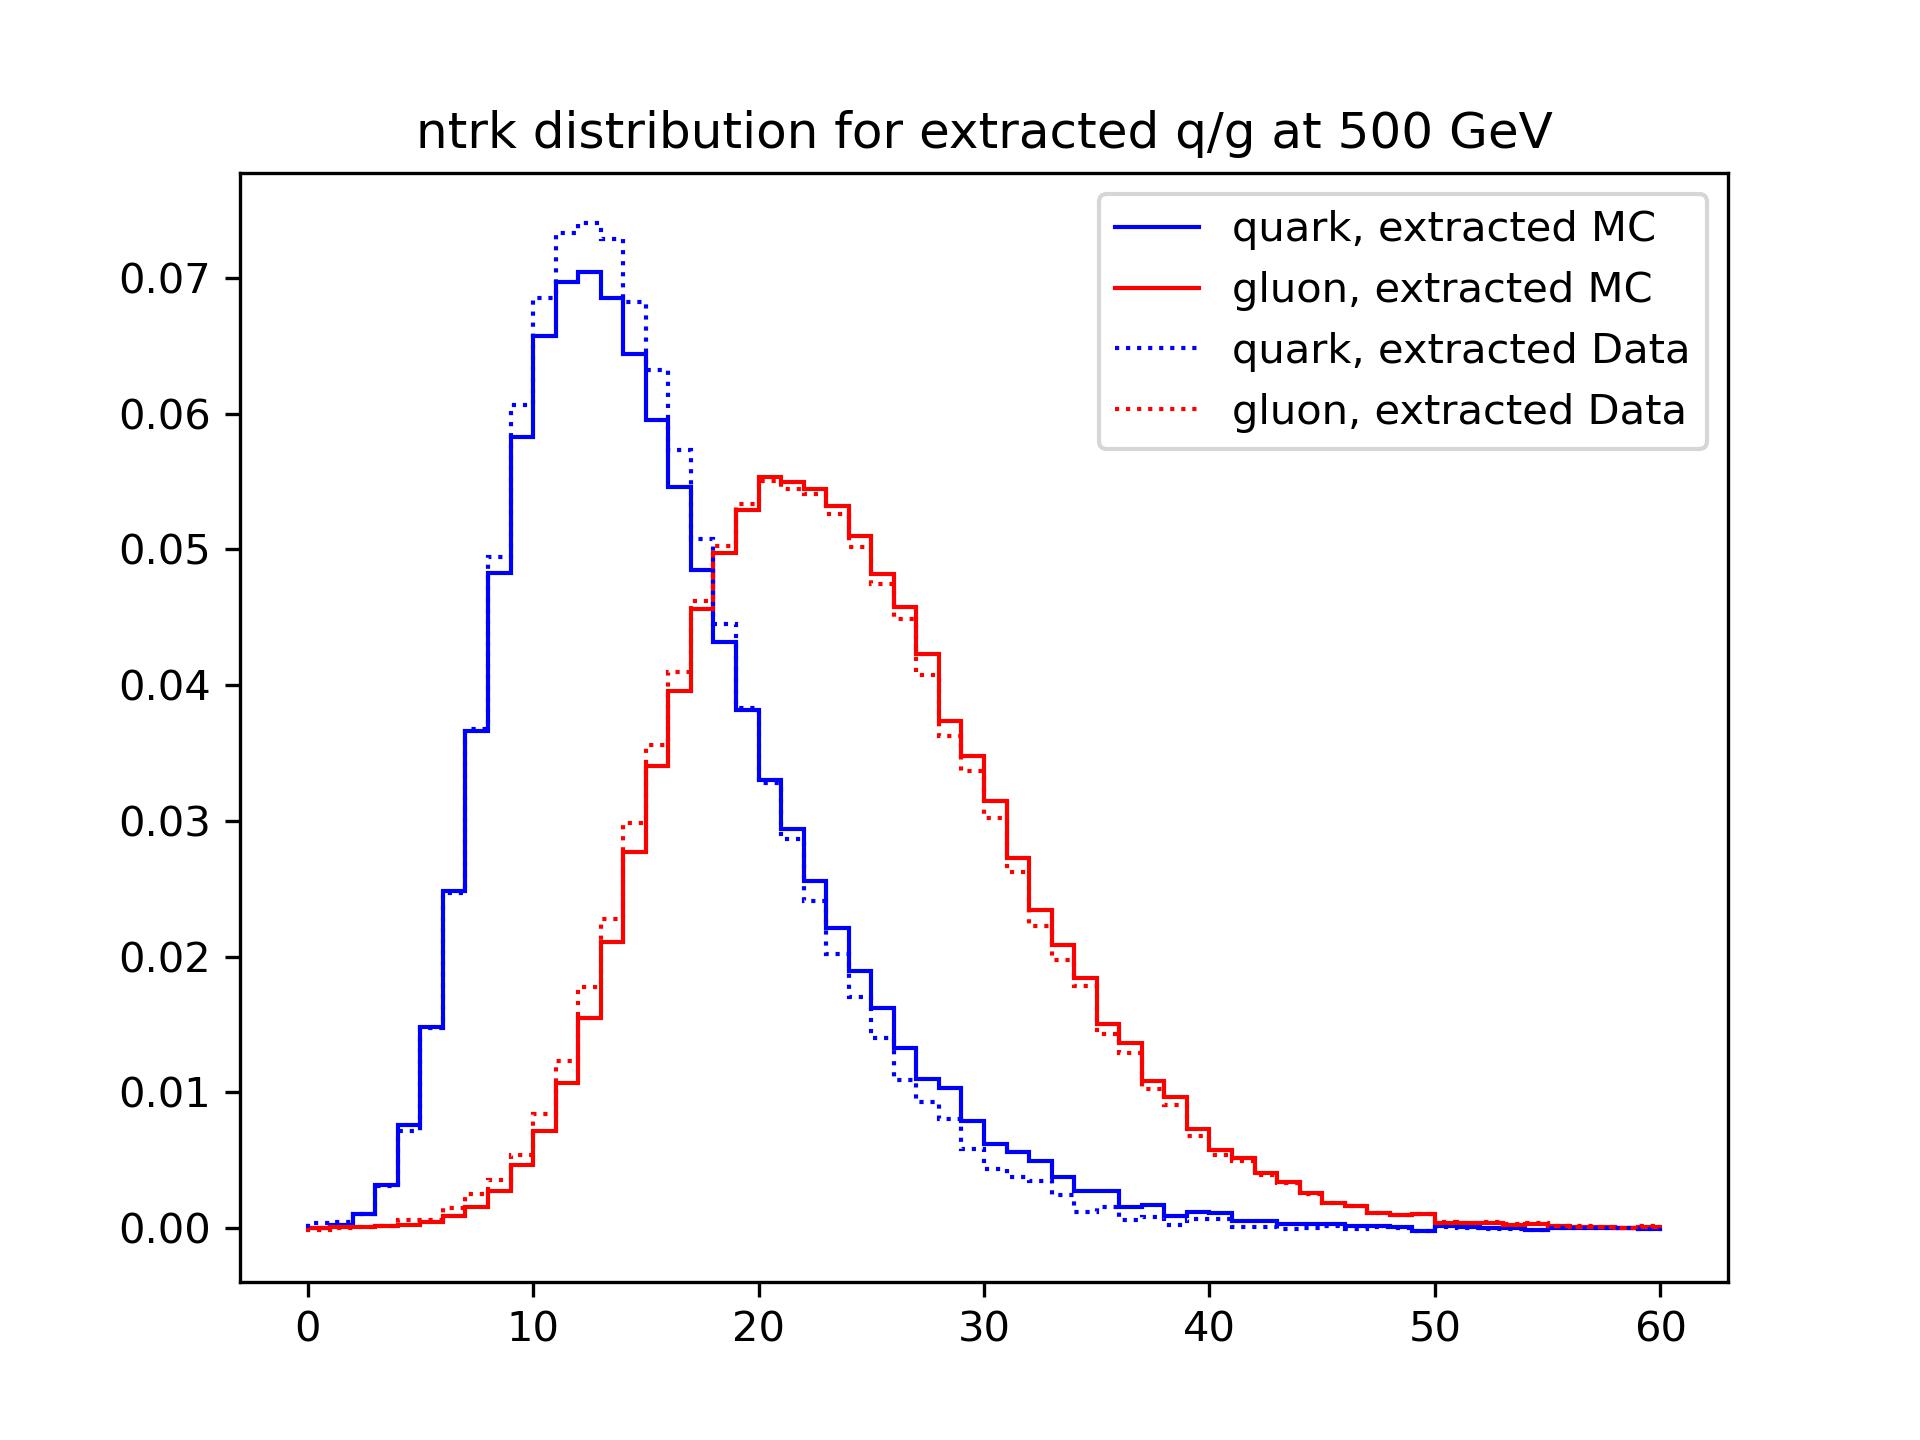 ntrk distribution for extracted q/g at 500 GeV
quark, extracted MC
gluon, extracted MC
quark, extracted Data
gluon, extracted Data
0.07
0.06
0.05
0.04
0.03
0.02
0.01
0.00
0 10 20 30 40 50 60